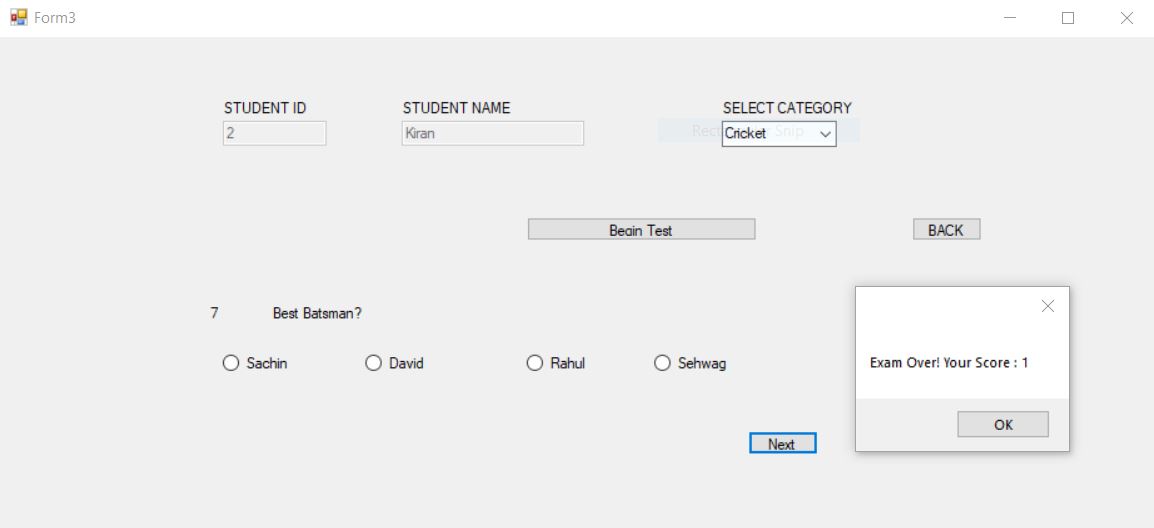 Form3
STUDENT ID
STUDENT NAME
SELECT CATEGORY
2
Kiran
Cricket
Snip
Begin Test
BACK
7
Best Batsman?
Sachin
David
Rahul
Sehwag
Exam Over! Your Score : 1
OK
Next